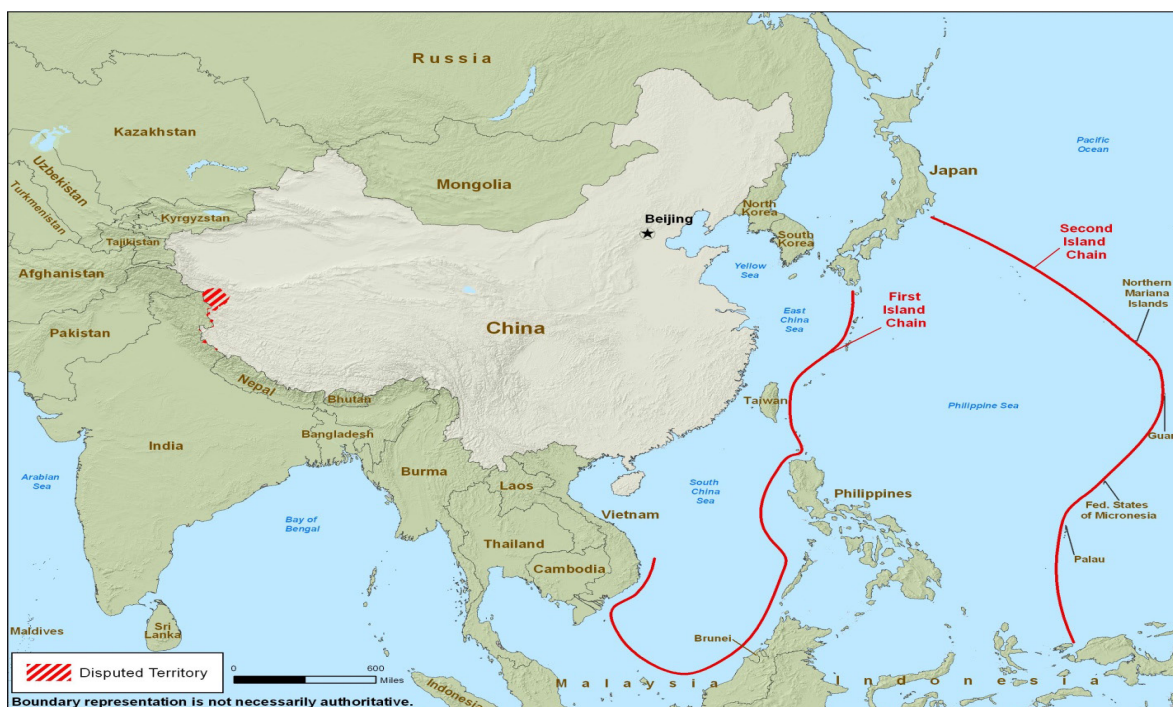 Russia
Kazakhstan
Uzbekistan
Turkmenistan
Mongolia
Kyrgyzstan
Tajikistan
Afghanistan
Pakistan
Beijing
North
Korea
South
Korea
Japan
Pacific
Ocean
Yellow
Sea
East
China
Sea
First
Island
Chain
Second
Island
Chain
Northern
Mariana
Islands
China
Nepal
Bhutan
Bangladesh
India
Burma
Laos
Vietnam
Thailand
Cambodia
Taiwan
Philippine Sea
Guam
South
China
Sea
Philippines
Fed. States
of Micronesia
Palau
Arabian
Sea
Bay of
Bengal
Brunei
Maldives
Sri
Lanka
Malaysia
Indonesia
Indonesia
Disputed Territory
0 600
Miles
Boundary representation is not necessarily authoritative.